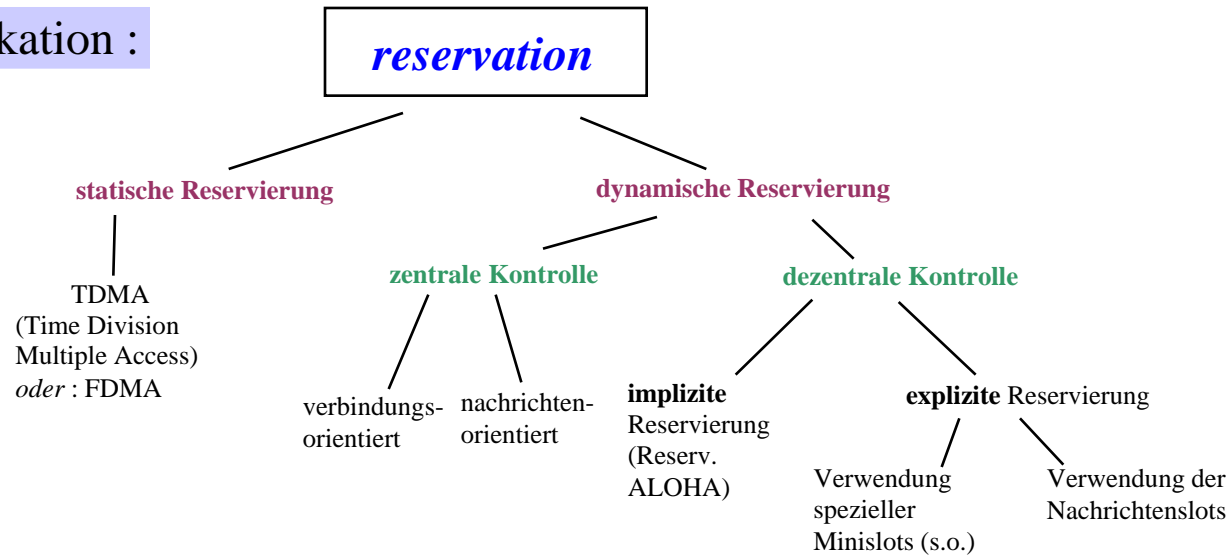 kation :
reservation
statische Reservierung
dynamische Reservierung
zentrale Kontrolle
dezentrale Kontrolle
TDMA
(Time Division
Multiple Access)
oder : FDMA
verbindungs-
orientiert
nachrichten-
orientiert
implizite
Reservierung
(Reserv.
ALOHA)
explizite Reservierung
Verwendung
spezieller
Minislots (s.o.)
Verwendung der
Nachrichtenslots